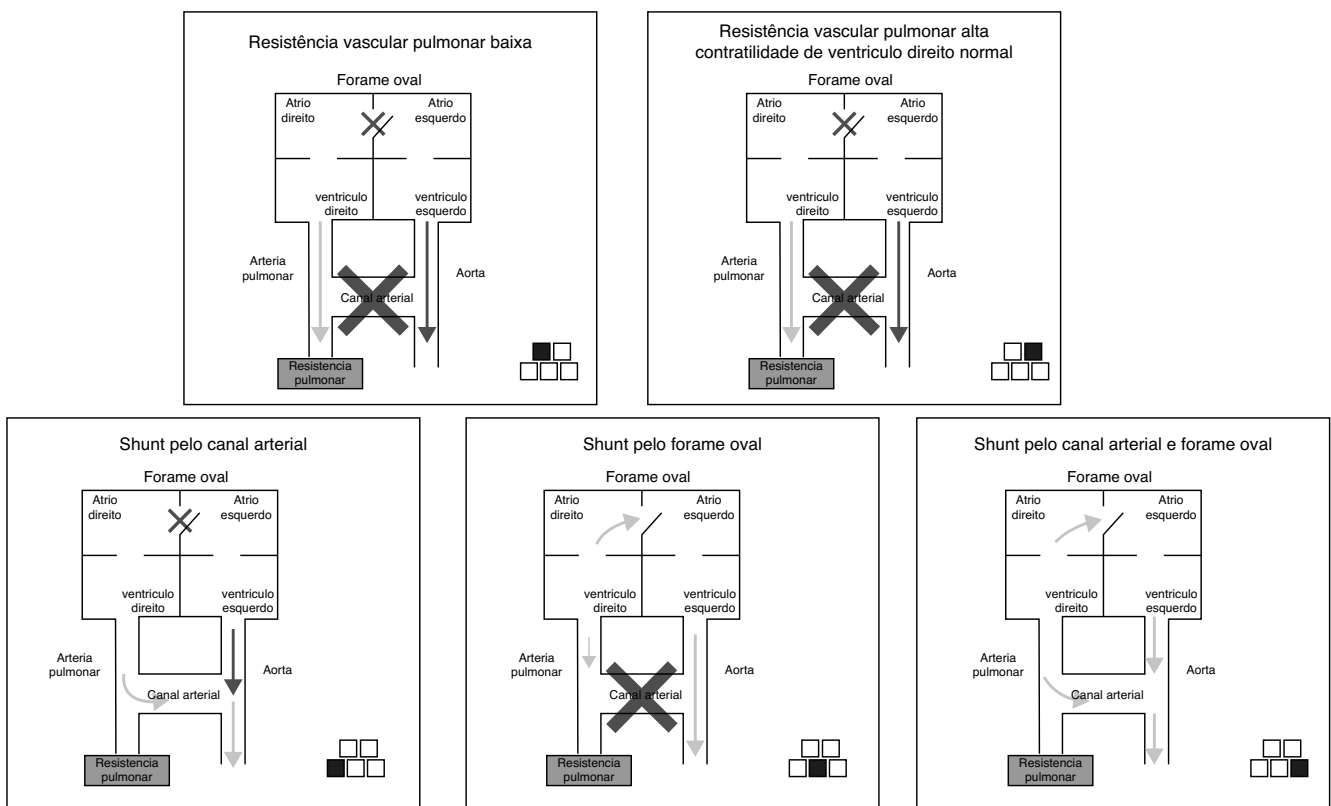 Resistência vascular pulmonar baixa
Forame oval
Atrio
direito
Atrio
esquerdo
ventriculo
direito
ventriculo
esquerdo
Arteria
pulmonar
Aorta
Canal arterial
Resistencia
pulmonar
Resistência vascular pulmonar alta
contratilidade de ventriculo direito normal
Forame oval
Atrio
direito
Atrio
esquerdo
ventriculo
direito
ventriculo
esquerdo
Arteria
pulmonar
Aorta
Canal arterial
Resistencia
pulmonar
Shunt pelo canal arterial
Forame oval
Atrio
direito
Atrio
esquerdo
ventriculo
direito
ventriculo
esquerdo
Arteria
pulmonar
Aorta
Canal arterial
Resistencia
pulmonar
Shunt pelo forame oval
Forame oval
Atrio
direito
Atrio
esquerdo
ventriculo
direito
ventriculo
esquerdo
Arteria
pulmonar
Aorta
Canal arterial
Resistencia
pulmonar
Shunt pelo canal arterial e forame oval
Forame oval
Atrio
direito
Atrio
esquerdo
ventriculo
direito
ventriculo
esquerdo
Arteria
pulmonar
Aorta
Canal arterial
Resistencia
pulmonar